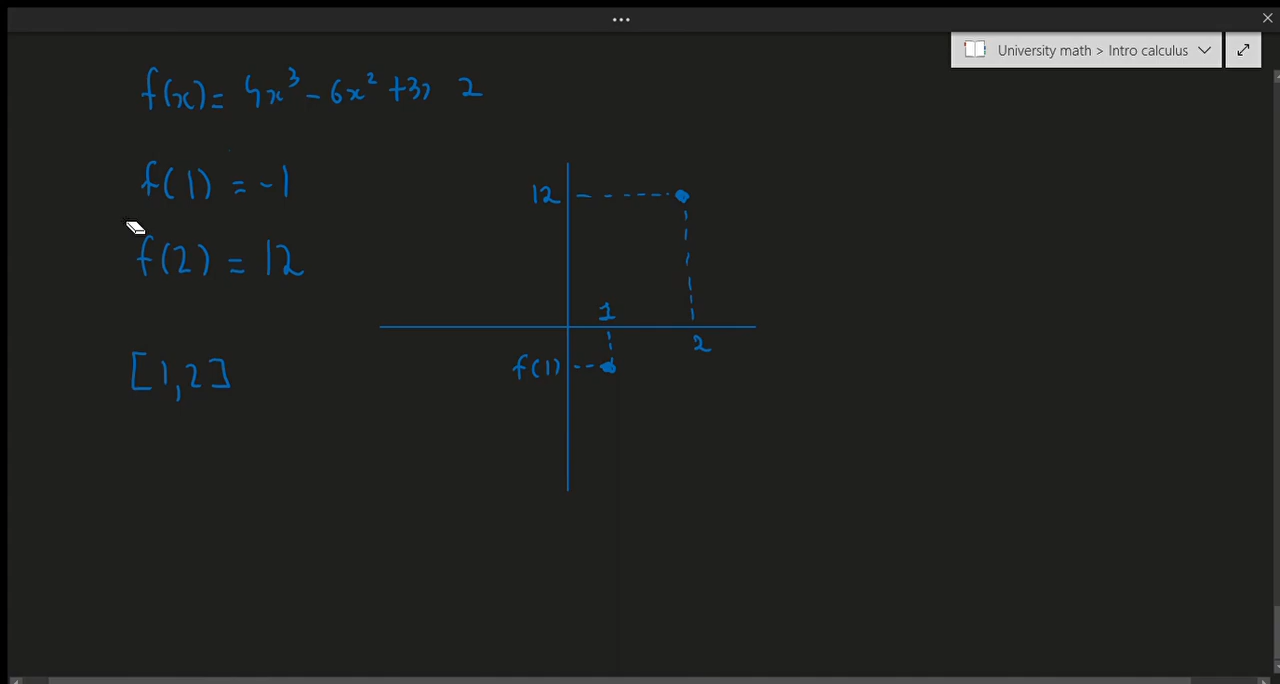 University math > Intro calculus
f(x) = 4x³ - 6x² + 3x 2
f(1) = -1
f(2) = 12
[1,2]
12
1
2
f(1)